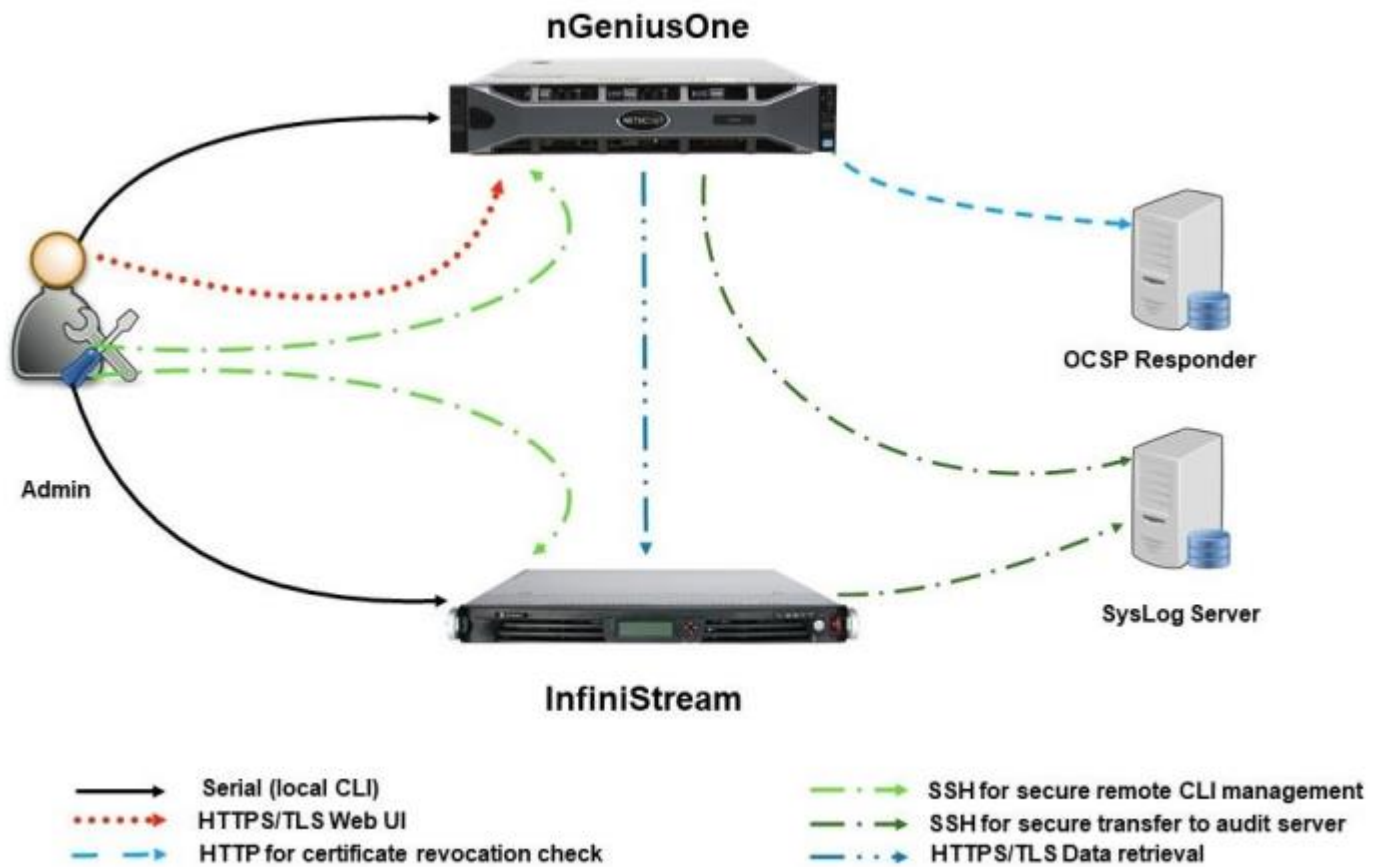 nGeniusOne
OCSP Responder
Admin
SysLog Server
InfiniStream
Serial (local CLI)
HTTPS/TLS Web UI
HTTP for certificate revocation check
SSH for secure remote CLI management
SSH for secure transfer to audit server
HTTPS/TLS Data retrieval